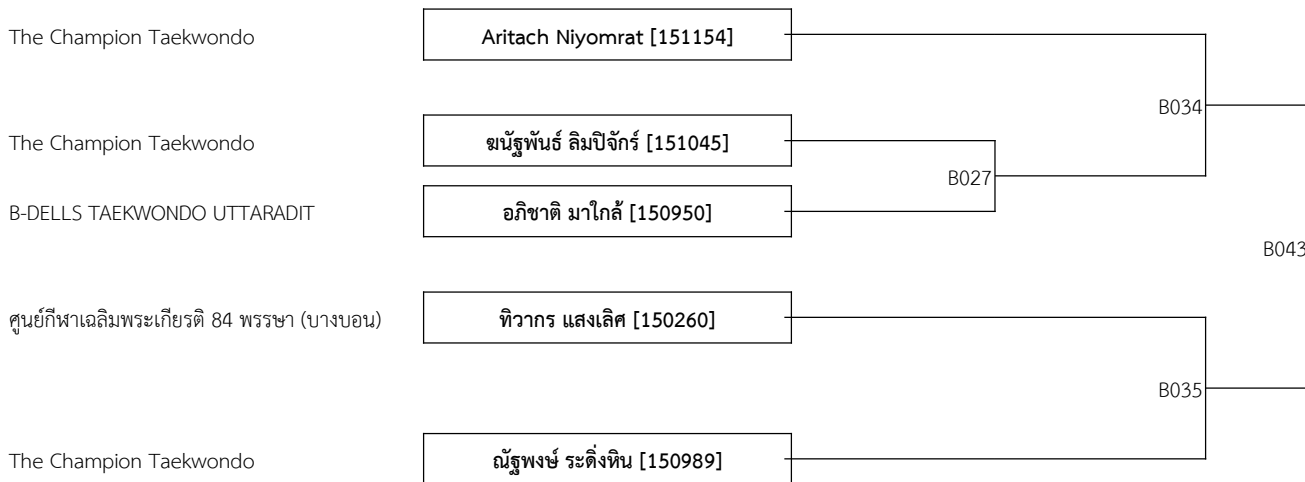 The Champion Taekwondo
Aritach Niyomrat [151154]
B034
The Champion Taekwondo
ฆนัฐพันธ์ ลิมปิจักร์ [151045]
B027
B-DELLS TAEKWONDO UTTARADIT
อภิชาติ มาใกล้ [150950]
B043
ศูนย์กีฬาเฉลิมพระเกียรติ 84 พรรษา (บางบอน)
ทิวากร แสงเลิศ [150260]
B035
The Champion Taekwondo
ณัฐพงษ์ ระดิ่งหิน [150989]